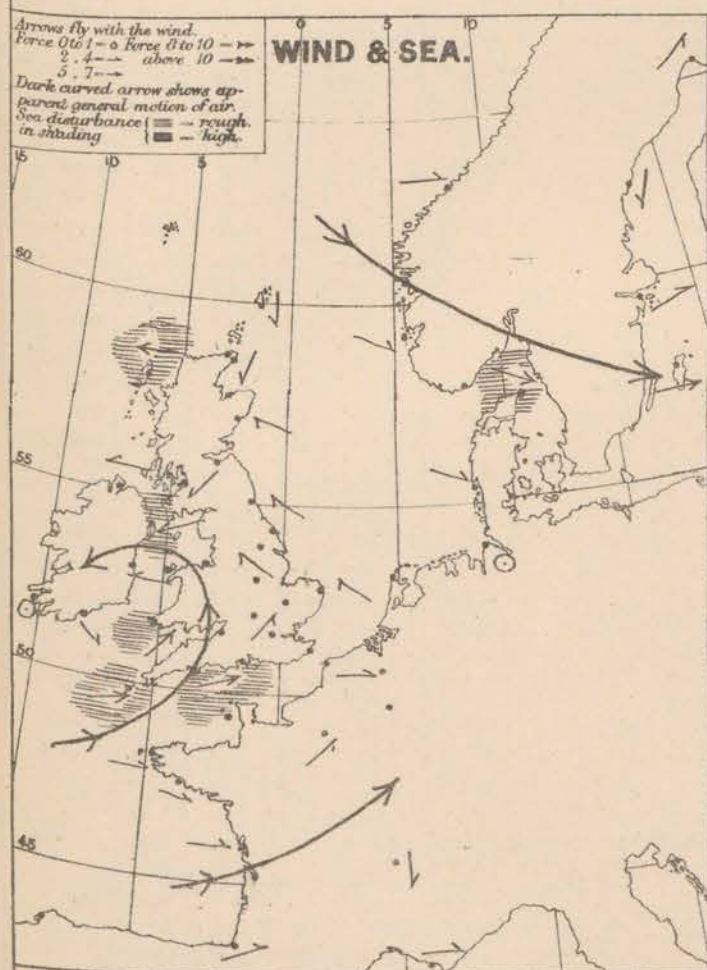 Arrows fly with the wind.
Force 0 to 1 = o Force 8 to 10 =
2 . 4 = above 10 =
5 . 7 =
Dark curved arrow shows ap-
parent general motion of air.
Sea disturbance { = rough.
in shading { = high.
WIND & SEA.
0 5 10
15 10 5
60
55
50
45